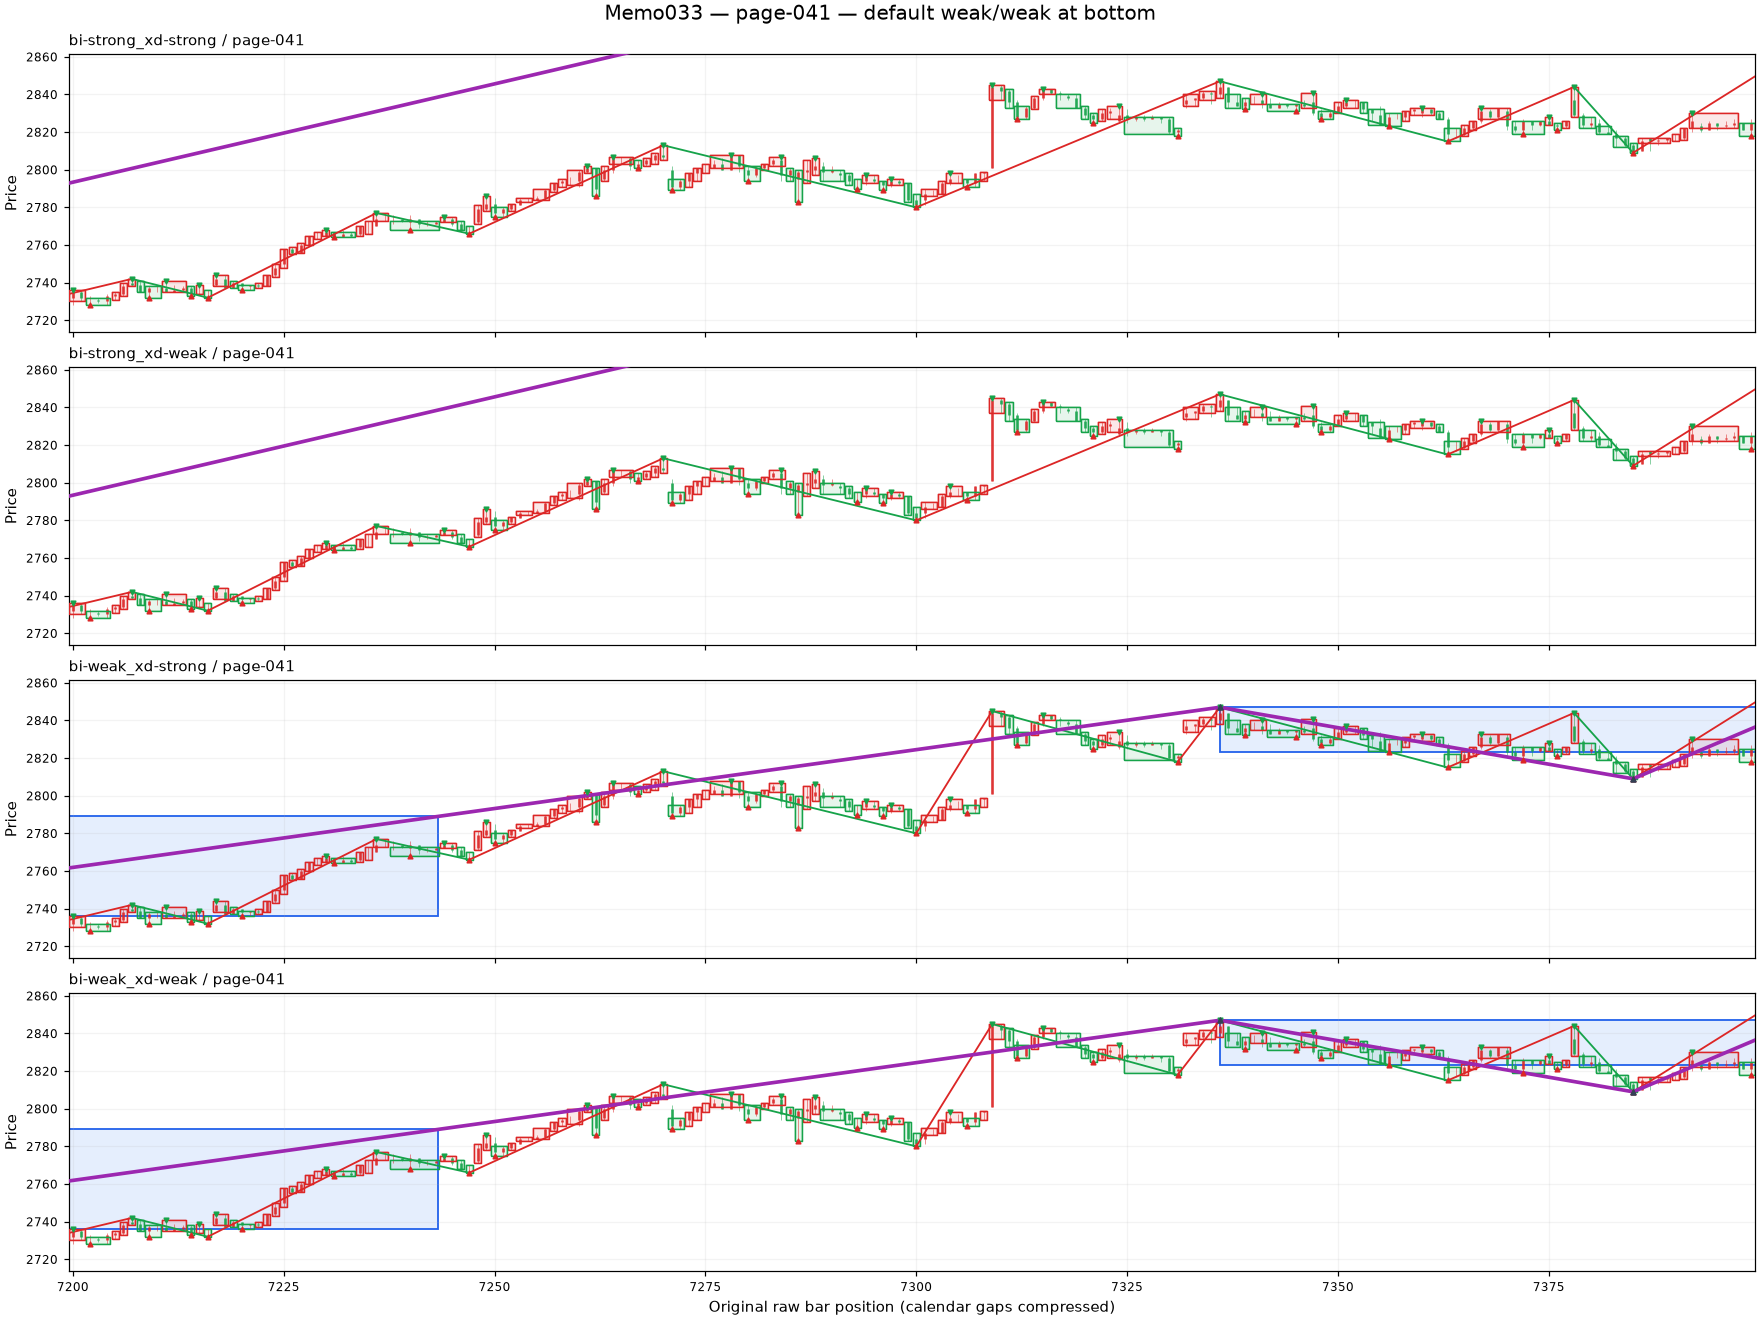 Memo033 — page-041 — default weak/weak at bottom
bi-strong_xd-strong / page-041
2860
2840
2820
2800
2780
2760
2740
2720
Price
bi-strong_xd-weak / page-041
2860
2840
2820
2800
2780
2760
2740
2720
Price
bi-weak_xd-strong / page-041
2860
2840
2820
2800
2780
2760
2740
2720
Price
bi-weak_xd-weak / page-041
2860
2840
2820
2800
2780
2760
2740
2720
Price
7200 7225 7250 7275 7300 7325 7350 7375
Original raw bar position (calendar gaps compressed)